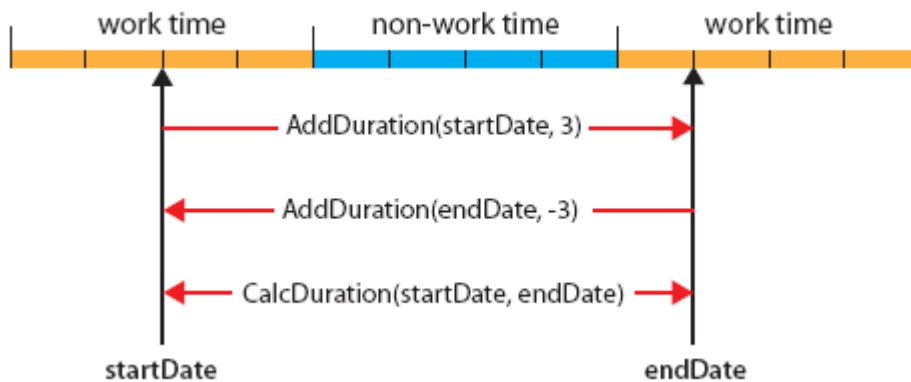 work time non-work time work time
AddDuration(startDate, 3)
AddDuration(endDate, -3)
CalcDuration(startDate, endDate)
startDate endDate